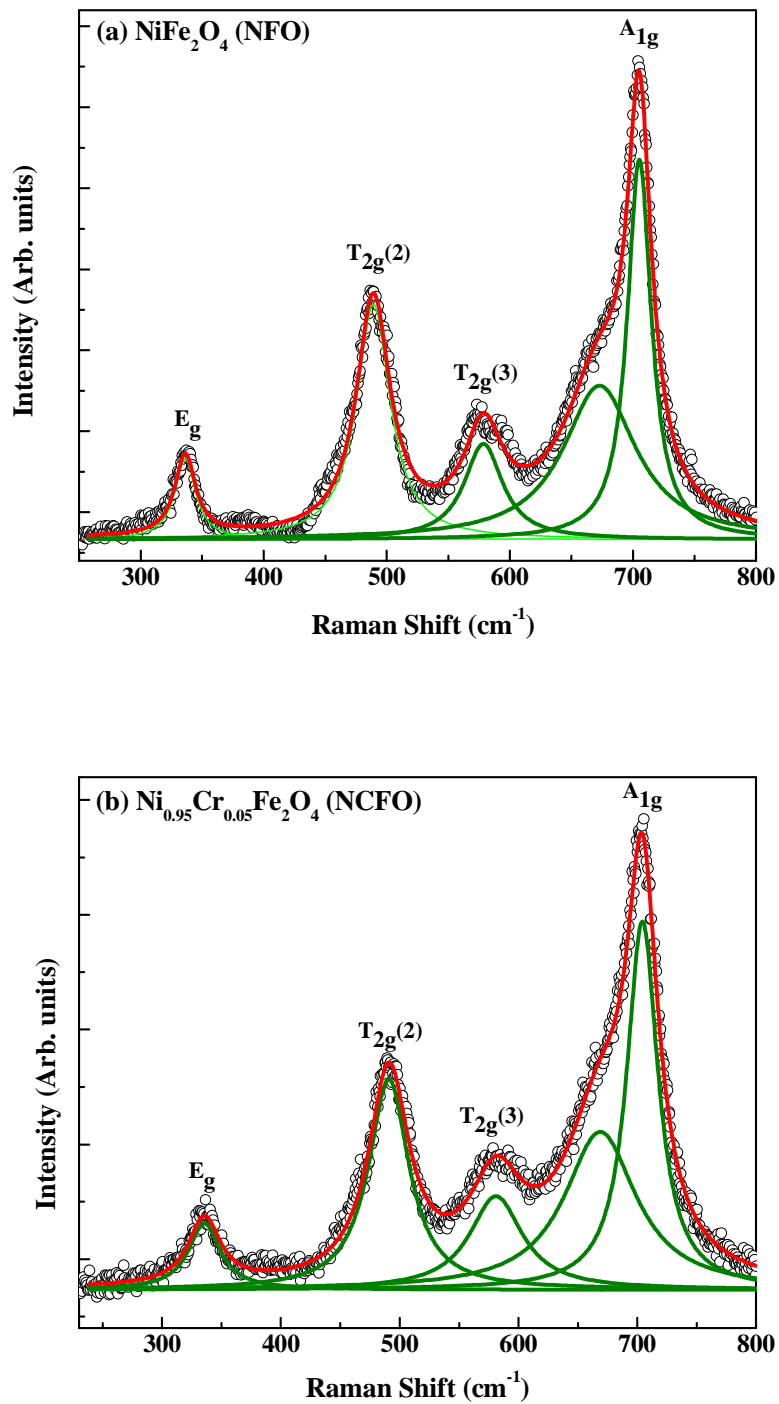 (a) NiFe₂O₄ (NFO)
A1g
T2g(2)
T2g(3)
Eg
Intensity (Arb. units)
300 400 500 600 700 800
Raman Shift (cm⁻¹)
(b) Ni₀.₉₅Cr₀.₀₅Fe₂O₄ (NCFO)
A1g
T2g(2)
T2g(3)
Eg
Intensity (Arb. units)
300 400 500 600 700 800
Raman Shift (cm⁻¹)